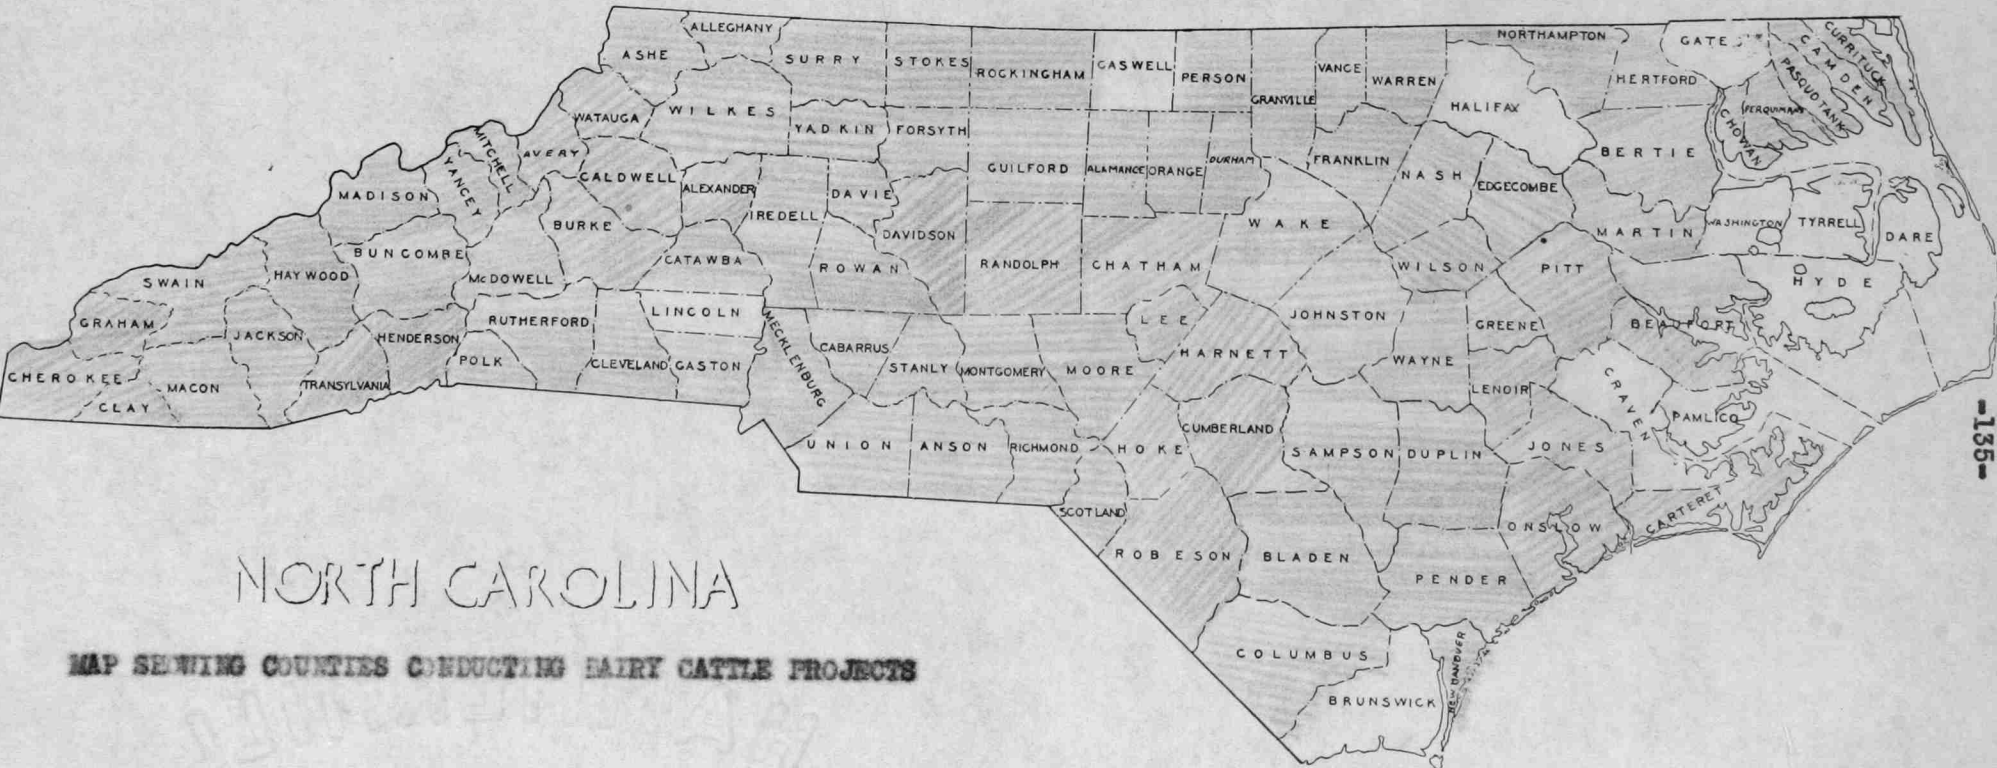 ALLEGHANY
ASHE
SURRY
STOKES
ROCKINGHAM
CASWELL
PERSON
GRANVILLE
VANCE
WARREN
NORTHAMPTON
GATES
HERTFORD
HALIFAX
CURRITUCK
CAMDEN
PASQUOTANK
PERQUIMANS
CHOWAN
WATAUGA
WILKES
YADKIN
FORSYTH
GUILFORD
ALAMANCE
ORANGE
DURHAM
FRANKLIN
NASH
EDGECOMBE
BERTIE
MITCHELL
AVERY
YANCEY
MADISON
CALDWELL
ALEXANDER
IREDELL
DAVIE
DAVIDSON
RANDOLPH
CHATHAM
WAKE
WILSON
PITT
MARTIN
WASHINGTON
TYRRELL
DARE
HYDE
BURKE
BUNCOMBE
McDOWELL
CATAWBA
ROWAN
SWAIN
HAYWOOD
GRAHAM
JACKSON
HENDERSON
RUTHERFORD
LINCOLN
MECKLENBURG
CABARRUS
STANLY
MONTGOMERY
MOORE
LEE
HARNETT
JOHNSTON
WAYNE
GREENE
LENOIR
BEAUFORT
CRAVEN
PAMLICO
CHEROKEE
CLAY
MACON
TRANSYLVANIA
POLK
CLEVELAND
GASTON
UNION
ANSON
RICHMOND
HOKE
CUMBERLAND
SAMPSON
DUPLIN
JONES
ONSLOW
CARTERET
SCOTLAND
ROBESON
BLADEN
PENDER
COLUMBUS
BRUNSWICK
NEW HANOVER
NORTH CAROLINA
MAP SHOWING COUNTIES CONDUCTING DAIRY CATTLE PROJECTS
-135-